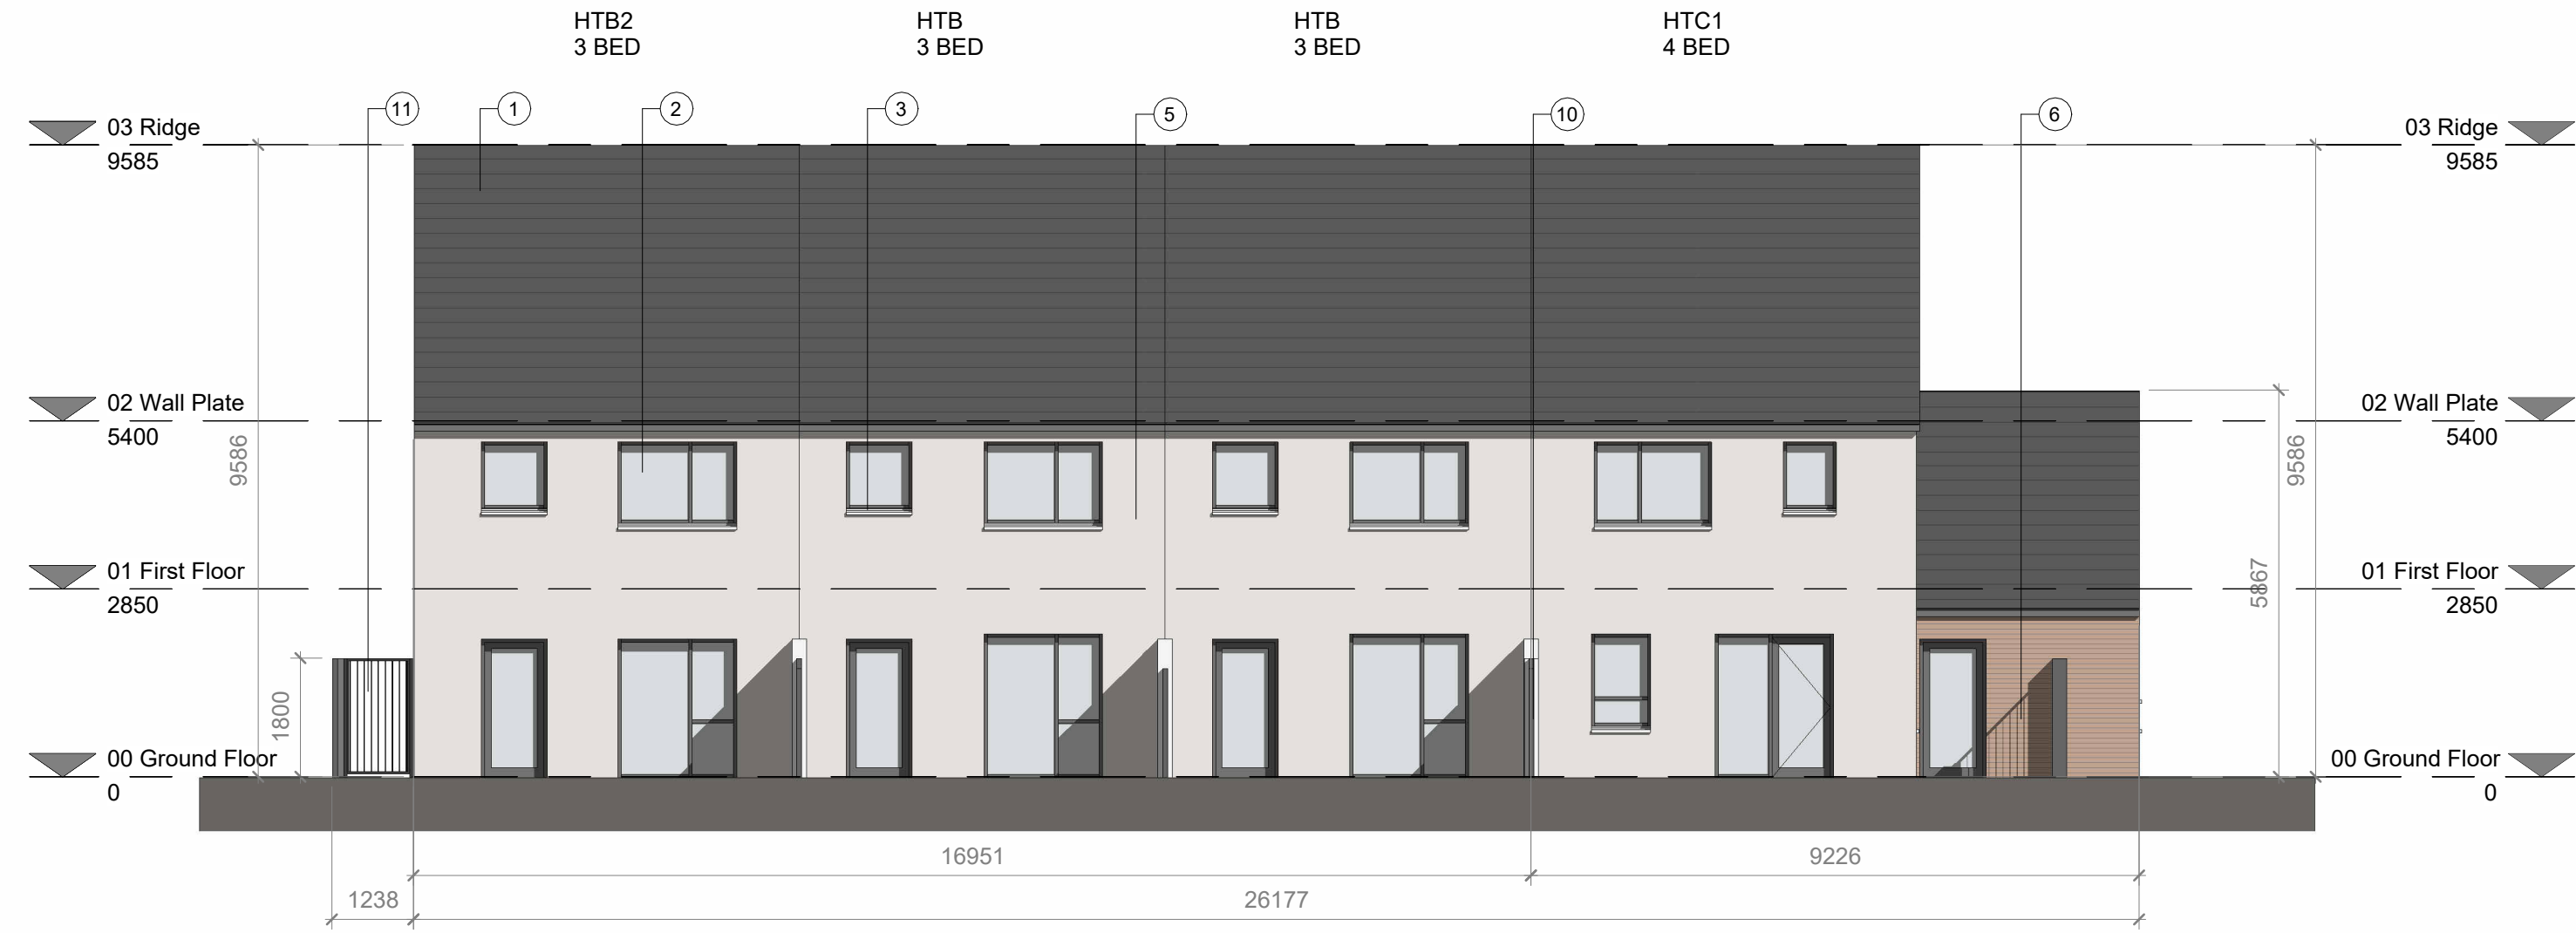 HTB2
3 BED
HTB
3 BED
HTB
3 BED
HTC1
4 BED
11
1
2
3
5
10
6
03 Ridge
9585
03 Ridge
9585
02 Wall Plate
5400
02 Wall Plate
5400
9586
9586
01 First Floor
2850
01 First Floor
2850
5867
1800
00 Ground Floor
0
00 Ground Floor
0
16951
9226
1238
26177